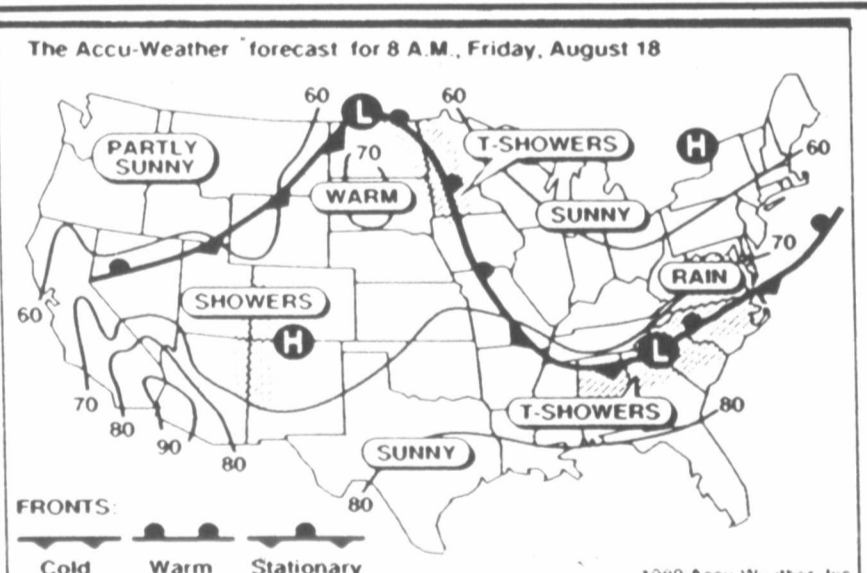 The Accu-Weather forecast for 8 A.M., Friday, August 18
60
60
L
PARTLY
SUNNY
T-SHOWERS
H
70
60
WARM
SUNNY
70
RAIN
SHOWERS
60
H
L
70
80
90
80
T-SHOWERS
80
SUNNY
80
FRONTS:
Cold Warm Stationary